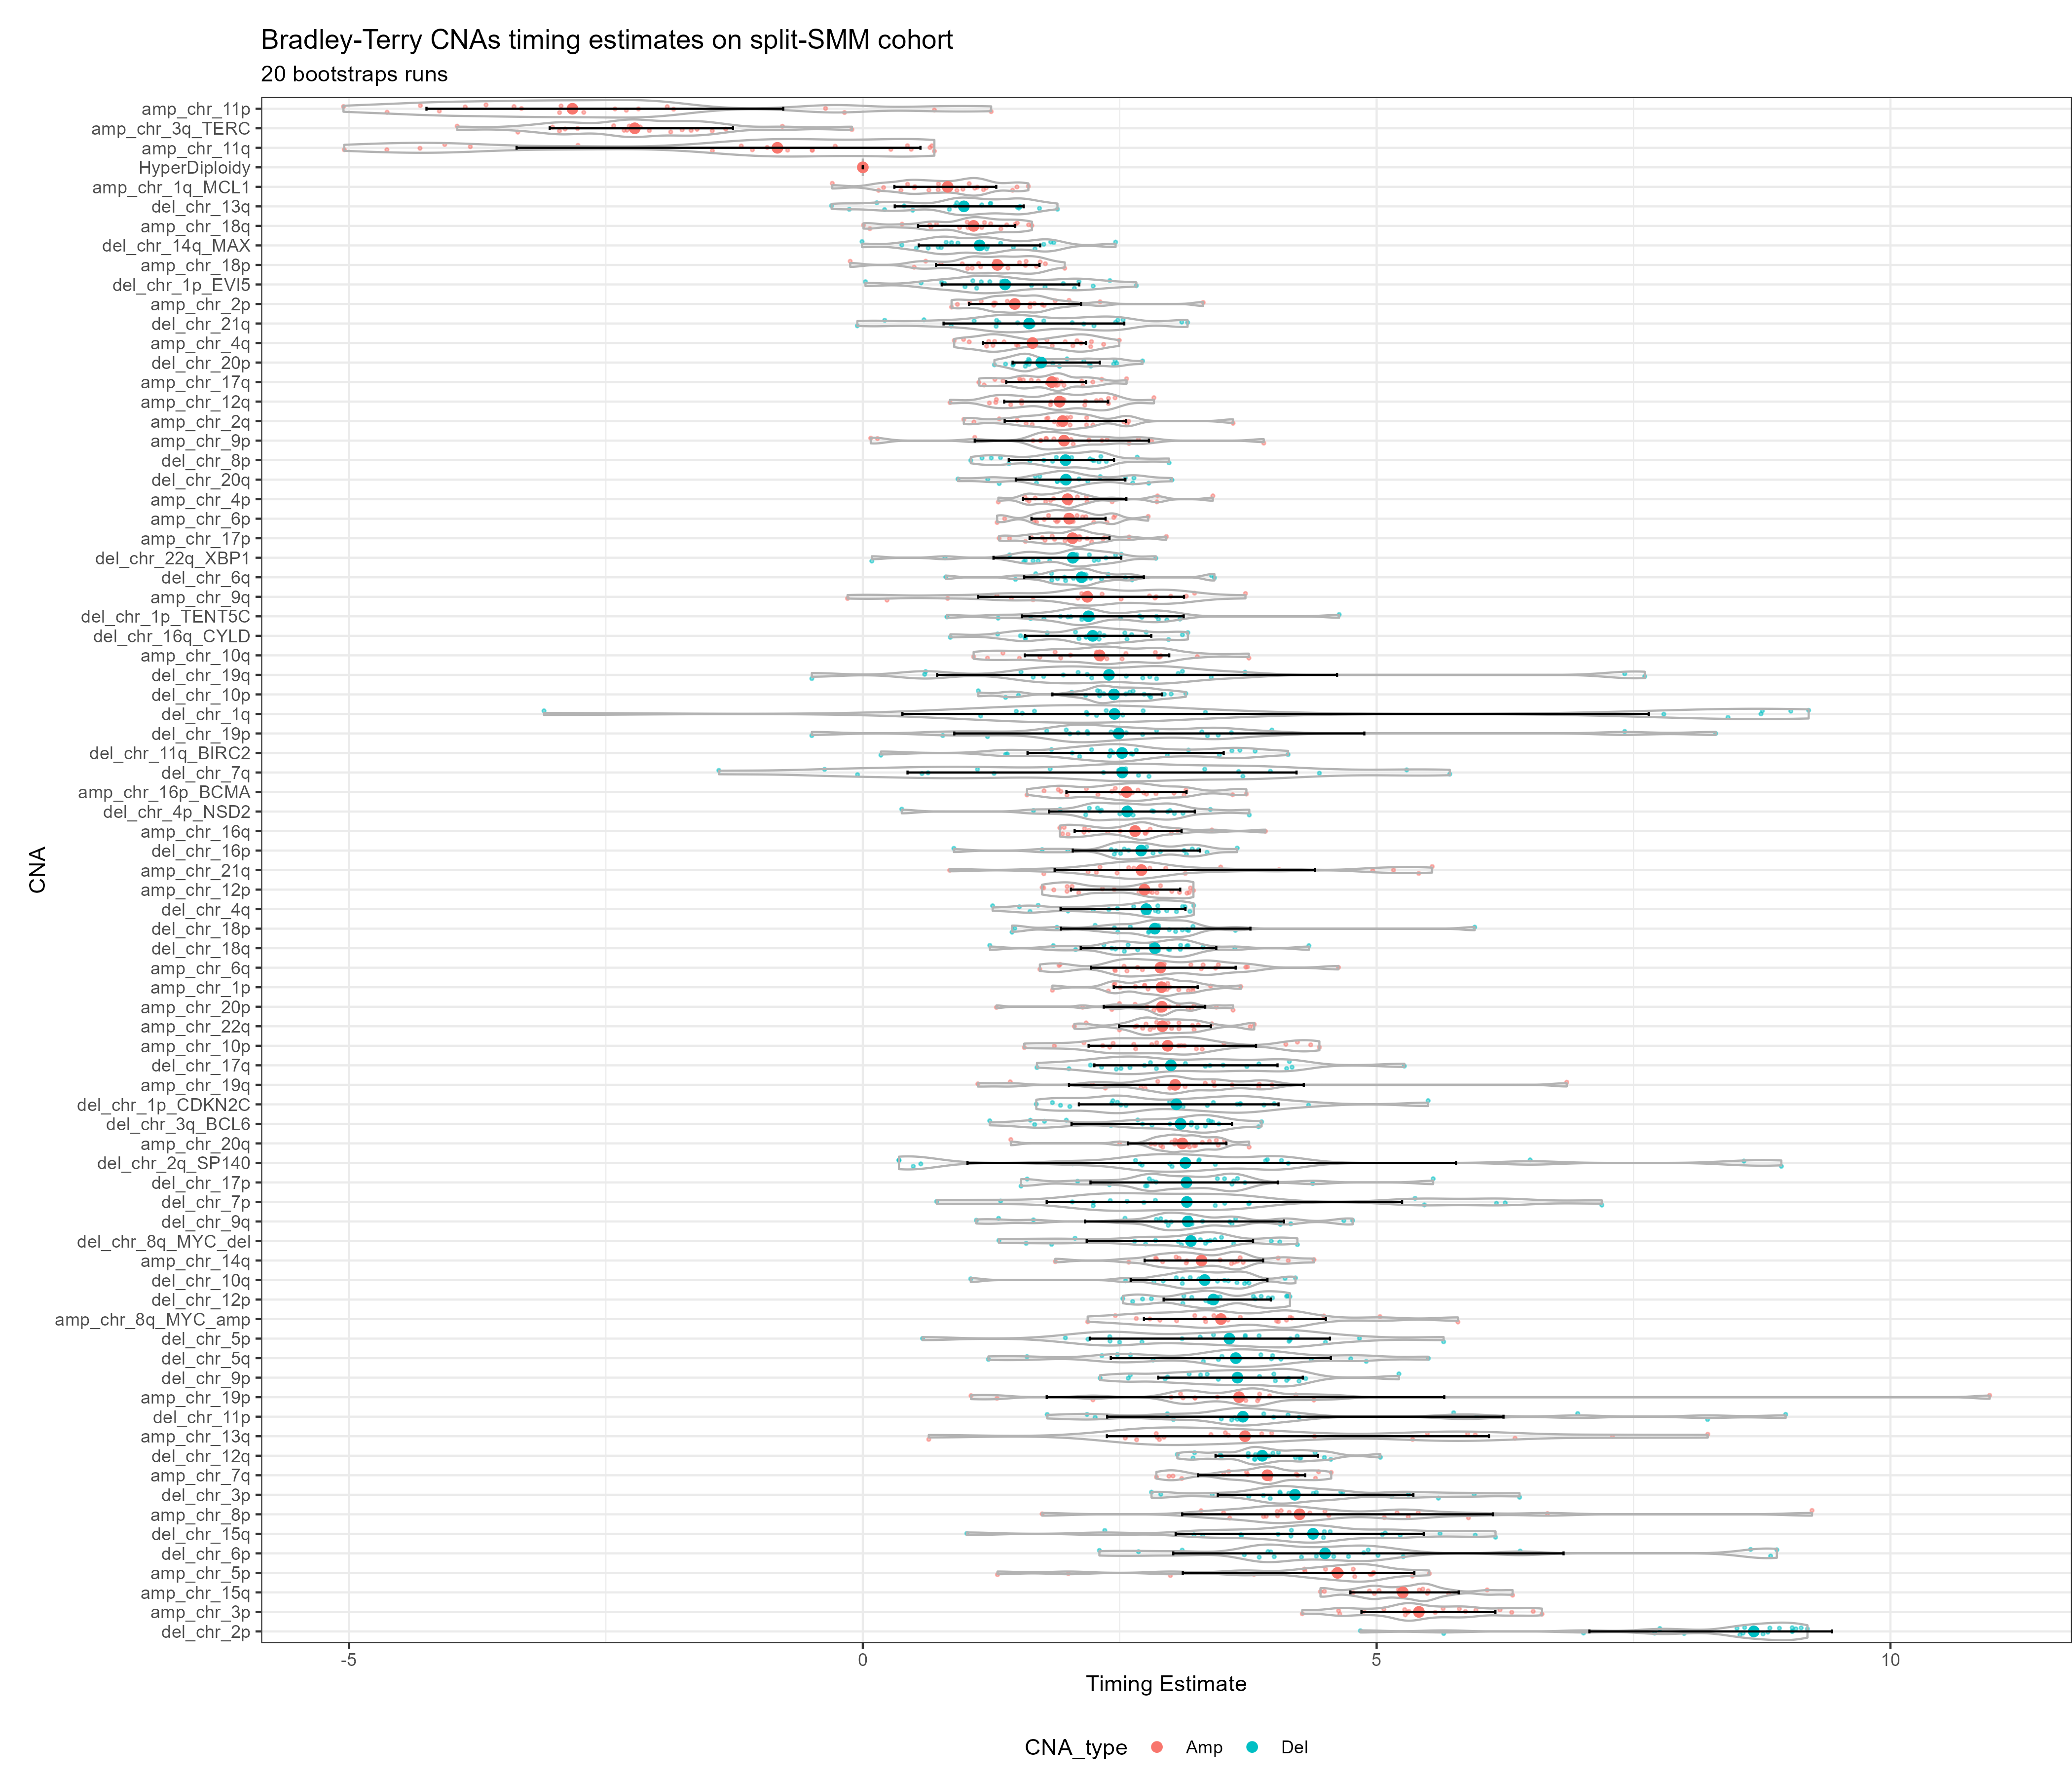 Bradley-Terry CNAs timing estimates on split-SMM cohort
20 bootstraps runs
amp_chr_11p
amp_chr_3q_TERC
amp_chr_11q
HyperDiploidy
amp_chr_1q_MCL1
del_chr_13q
amp_chr_18q
del_chr_14q_MAX
amp_chr_18p
del_chr_1p_EVI5
amp_chr_2p
del_chr_21q
amp_chr_4q
del_chr_20p
amp_chr_17q
amp_chr_12q
amp_chr_2q
amp_chr_9p
del_chr_8p
del_chr_20q
amp_chr_4p
amp_chr_6p
amp_chr_17p
del_chr_22q_XBP1
del_chr_6q
amp_chr_9q
del_chr_1p_TENT5C
del_chr_16q_CYLD
amp_chr_10q
del_chr_19q
del_chr_10p
del_chr_1q
del_chr_19p
del_chr_11q_BIRC2
del_chr_7q
amp_chr_16p_BCMA
del_chr_4p_NSD2
amp_chr_16q
del_chr_16p
amp_chr_21q
amp_chr_12p
del_chr_4q
del_chr_18p
del_chr_18q
amp_chr_6q
amp_chr_1p
amp_chr_20p
amp_chr_22q
amp_chr_10p
del_chr_17q
amp_chr_19q
del_chr_1p_CDKN2C
del_chr_3q_BCL6
amp_chr_20q
del_chr_2q_SP140
del_chr_17p
del_chr_7p
del_chr_9q
del_chr_8q_MYC_del
amp_chr_14q
del_chr_10q
del_chr_12p
amp_chr_8q_MYC_amp
del_chr_5p
del_chr_5q
del_chr_9p
amp_chr_19p
del_chr_11p
amp_chr_13q
del_chr_12q
amp_chr_7q
del_chr_3p
amp_chr_8p
del_chr_15q
del_chr_6p
amp_chr_5p
amp_chr_15q
amp_chr_3p
del_chr_2p
CNA
-5 0 5 10
Timing Estimate
CNA_type Amp Del